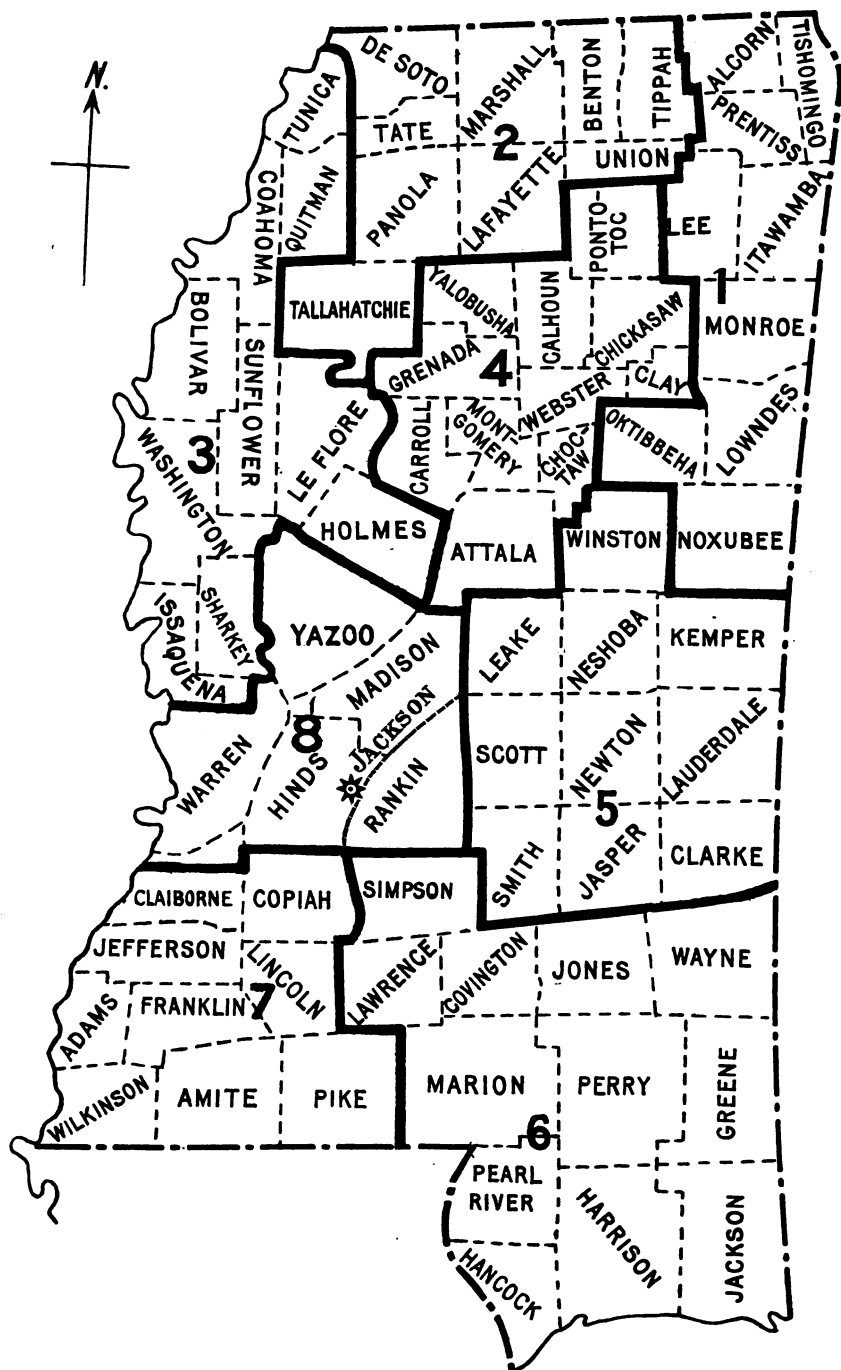 N.
TUNICA
DE SOTO
TATE
MARSHALL
2
BENTON
TIPPAH
ALCORN
TISHOMINGO
PRENTISS
UNION
COAHOMA
QUITMAN
PANOLA
LAFAYETTE
PONTO-
TOC
LEE
ITAWAMBA
1
BOLIVAR
TALLAHATCHIE
YALOBUSHA
CALHOUN
CHICKASAW
MONROE
SUNFLOWER
GRENADA
4
WEBSTER
CLAY
WASHINGTON
3
LE FLORE
CARROLL
MONT-
GOMERY
CHOC-
TAW
OKTIBBEHA
LOWNDES
HOLMES
ATTALA
WINSTON
NOXUBEE
ISSAQUENA
SHARKEY
YAZOO
MADISON
LEAKE
NESHOBA
KEMPER
WARREN
8
HINDS
JACKSON
RANKIN
SCOTT
NEWTON
LAUDERDALE
5
SMITH
JASPER
CLARKE
CLAIBORNE
COPIAH
SIMPSON
JEFFERSON
LINCOLN
LAWRENCE
COVINGTON
JONES
WAYNE
ADAMS
FRANKLIN
7
WILKINSON
AMITE
PIKE
MARION
PERRY
GREENE
6
PEARL
RIVER
HANCOCK
HARRISON
JACKSON